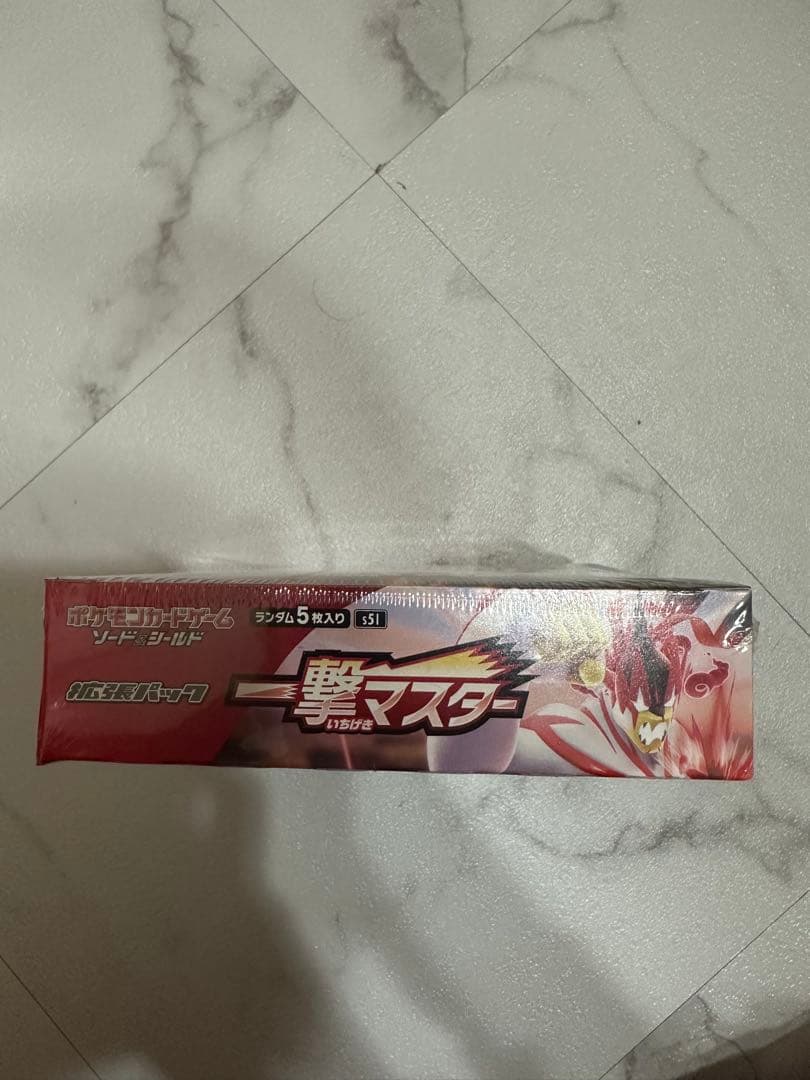 ポケモンカードゲーム
ソード&シールド
ランダム5枚入り s5I
拡張パック
一撃マスター
いちげき